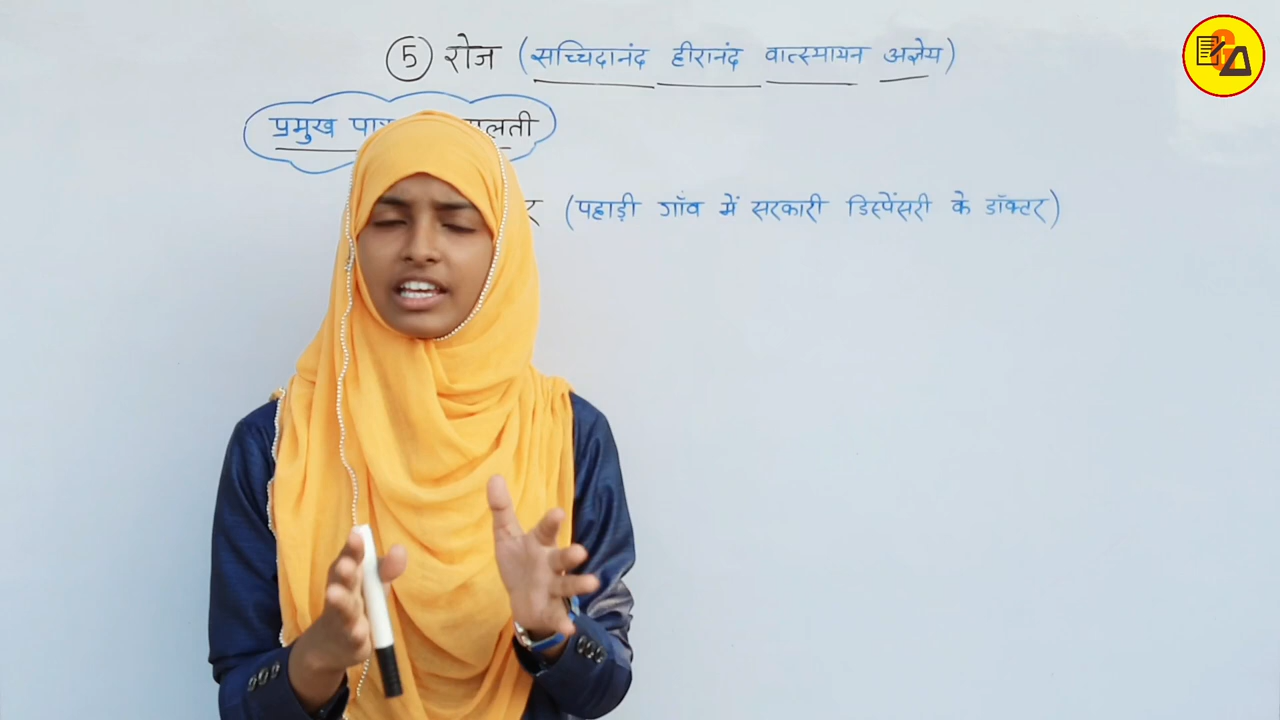 5 रोज (सच्चिदानंद हीरानंद वात्स्यायन अज्ञेय)
प्रमुख
(पहाड़ी गाँव में सरकारी डिस्पेंसरी के डॉक्टर)